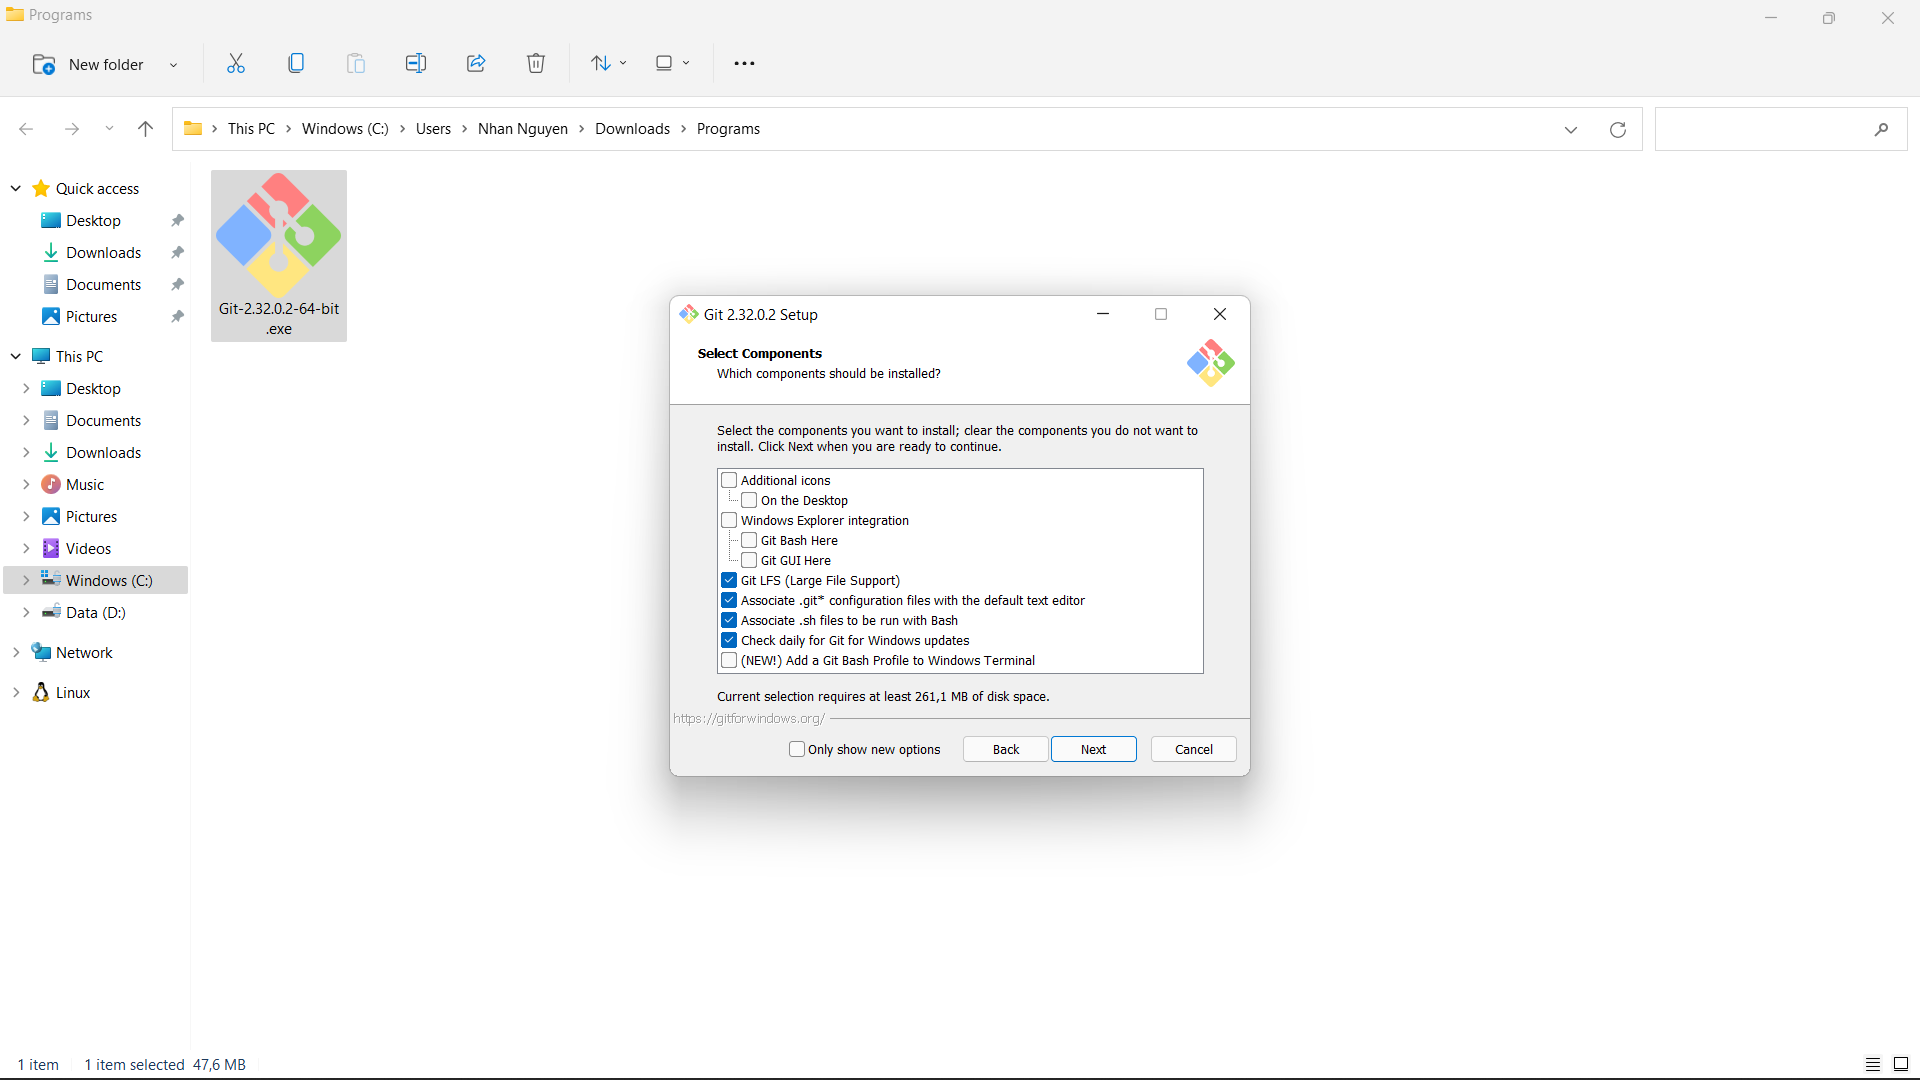 Programs
New folder
This PC
Windows (C:)
Users
Nhan Nguyen
Downloads
Programs
Quick access
Desktop
Downloads
Documents
Pictures
This PC
Desktop
Documents
Downloads
Music
Pictures
Videos
Windows (C:)
Data (D:)
Network
Linux
Git-2.32.0.2-64-bit
.exe
Git 2.32.0.2 Setup
Select Components
Which components should be installed?
Select the components you want to install; clear the components you do not want to
install. Click Next when you are ready to continue.
Additional icons
On the Desktop
Windows Explorer integration
Git Bash Here
Git GUI Here
Git LFS (Large File Support)
Associate .git* configuration files with the default text editor
Associate .sh files to be run with Bash
Check daily for Git for Windows updates
(NEW!) Add a Git Bash Profile to Windows Terminal
Current selection requires at least 261,1 MB of disk space.
https://gitforwindows.org/
Only show new options
Back
Next
Cancel
1 item
1 item selected 47,6 MB